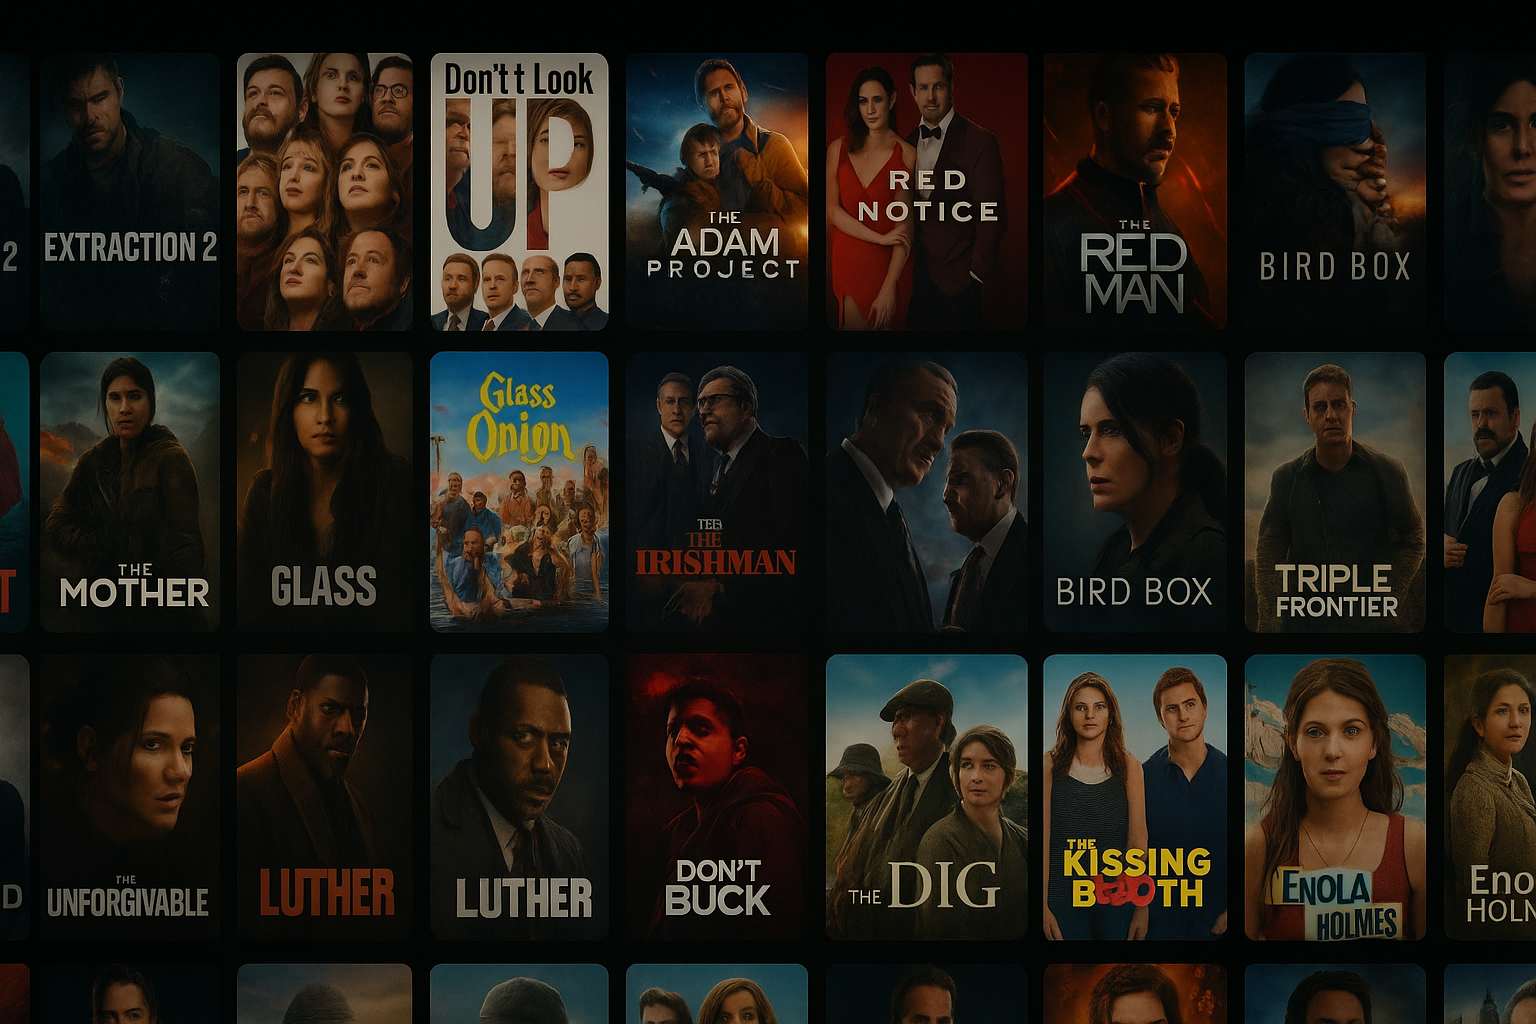 2
EXTRACTION 2
Don't t Look
UP
THE
ADAM
PROJECT
RED
NOTICE
THE
RED
MAN
BIRD BOX
T
THE
MOTHER
GLASS
Glass
Onion
THE
IRISHMAN
BIRD BOX
TRIPLE
FRONTIER
D
THE
UNFORGIVABLE
LUTHER
LUTHER
DON'T
BUCK
THE DIG
THE
KISSING
BOOTH
ENOLA
HOLMES
Eno
HOLN